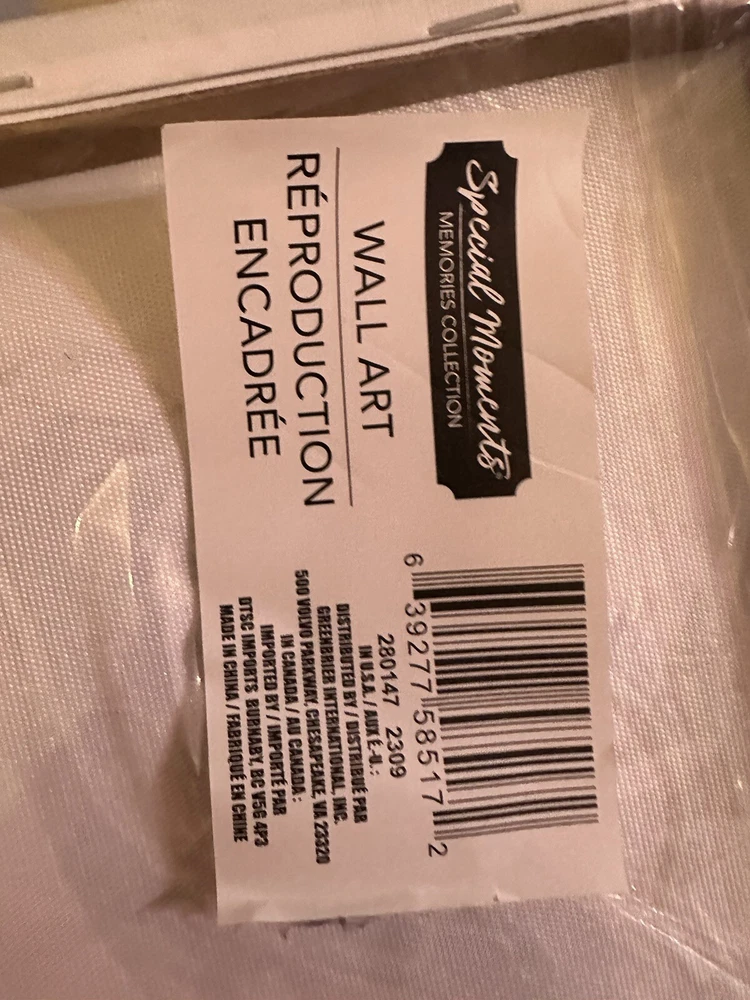 Special Moments
MEMORIES COLLECTION
WALL ART
RÉPRODUCTION
ENCADRÉE
6 39277 58517 2
280147 2309
DISTRIBUTED BY / DISTRIBUÉ PAR
IN U.S.A. / AUX É.-U.:
GREENBRIER INTERNATIONAL, INC.
500 VOLVO PARKWAY, CHESAPEAKE, VA 23320
IN CANADA / AU CANADA :
IMPORTED BY / IMPORTÉ PAR
DTSC IMPORTS, BURNABY, BC V5G 4P3
MADE IN CHINA / FABRIQUÉ EN CHINE